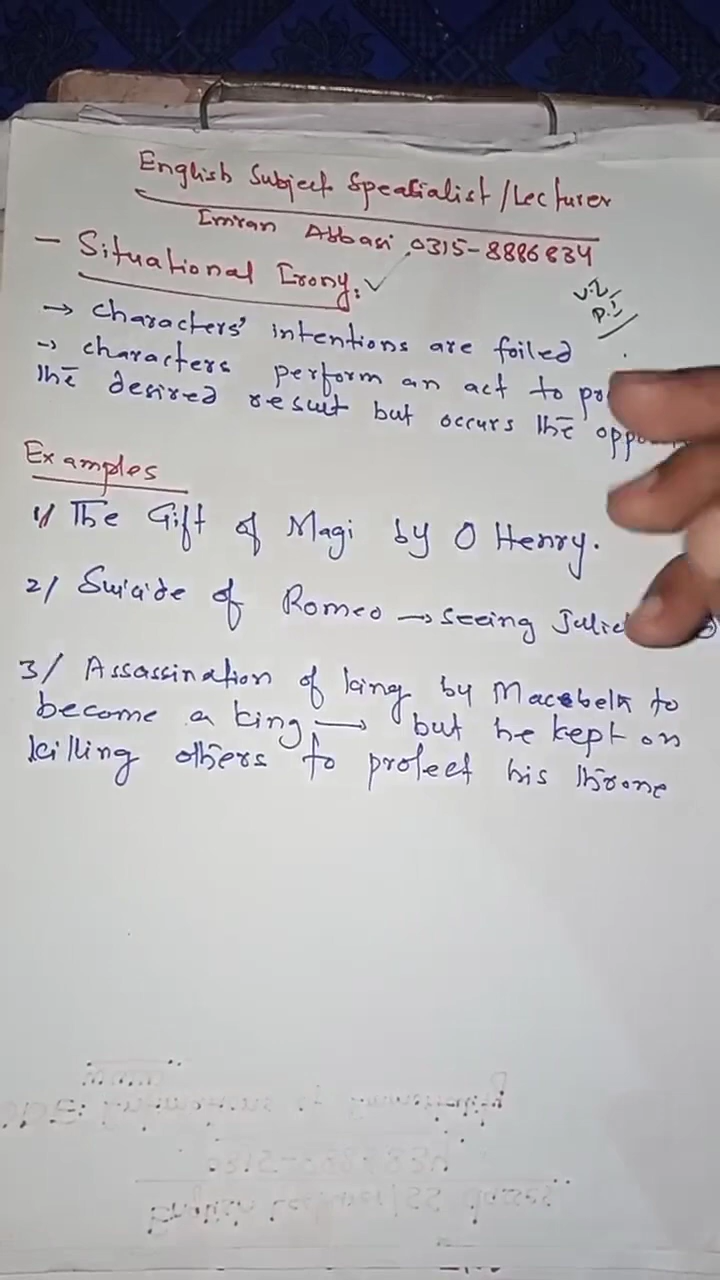 English Subject Specialist/Lecturer
Imran Abbasi 0315-8886834
- Situational Irony:
V.I
P.I
→ characters' intentions are foiled
→ characters perform an act to
the desired result but occurs the
Examples
1/ The Gift of Magi by O Henry.
2/ Suicide of Romeo → seeing
3/ Assassination of king by Macebeth to
become a king → but he kept on
killing others to protect his throne